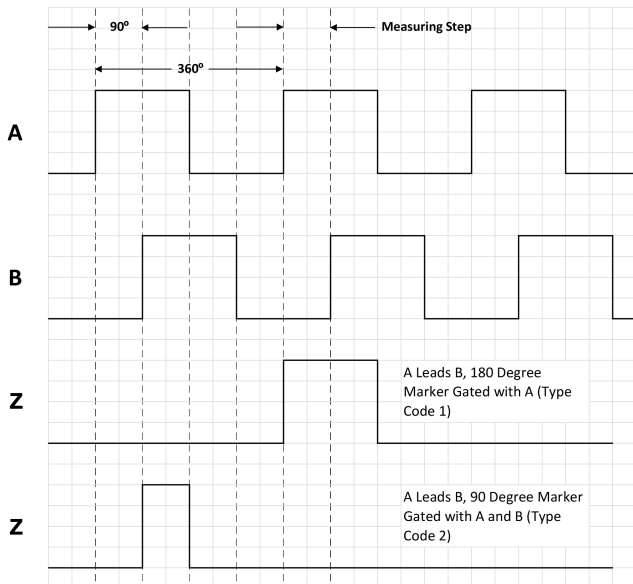 90º
Measuring Step
360º
A
B
Z
A Leads B, 180 Degree
Marker Gated with A (Type
Code 1)
Z
A Leads B, 90 Degree Marker
Gated with A and B (Type
Code 2)